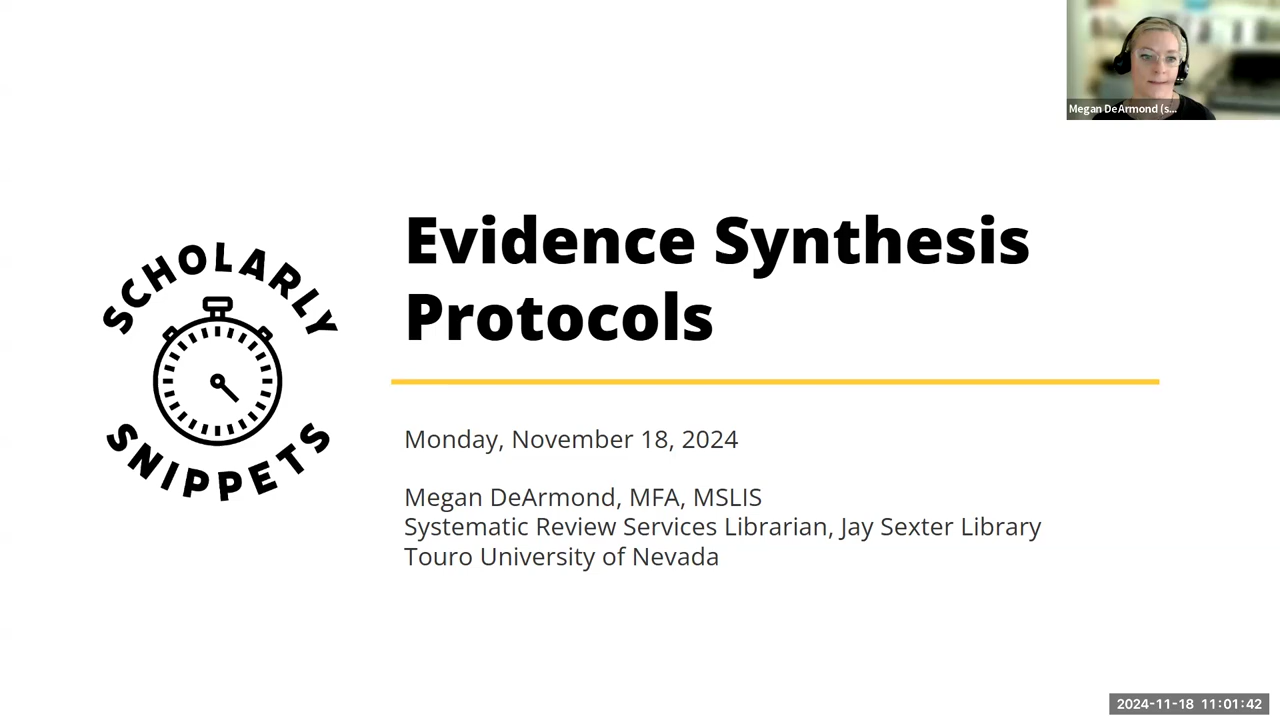 Megan DeArmond (s...
SCHOLARLY
SNIPPETS
Evidence Synthesis
Protocols
Monday, November 18, 2024
Megan DeArmond, MFA, MSLIS
Systematic Review Services Librarian, Jay Sexter Library
Touro University of Nevada
2024-11-18 11:01:42